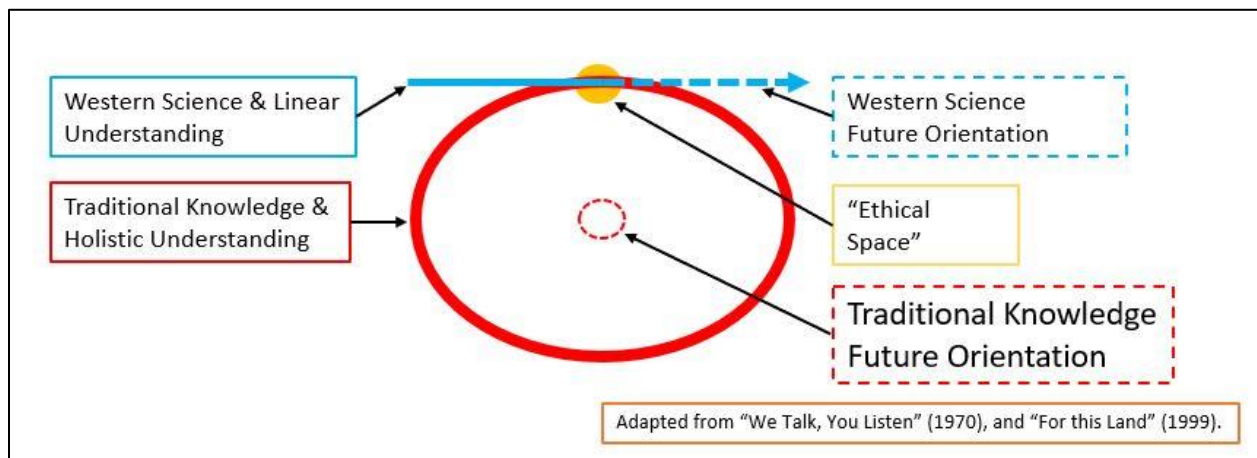 Western Science & Linear
Understanding
Western Science
Future Orientation
Traditional Knowledge &
Holistic Understanding
“Ethical
Space”
Traditional Knowledge
Future Orientation
Adapted from “We Talk, You Listen” (1970), and “For this Land” (1999).